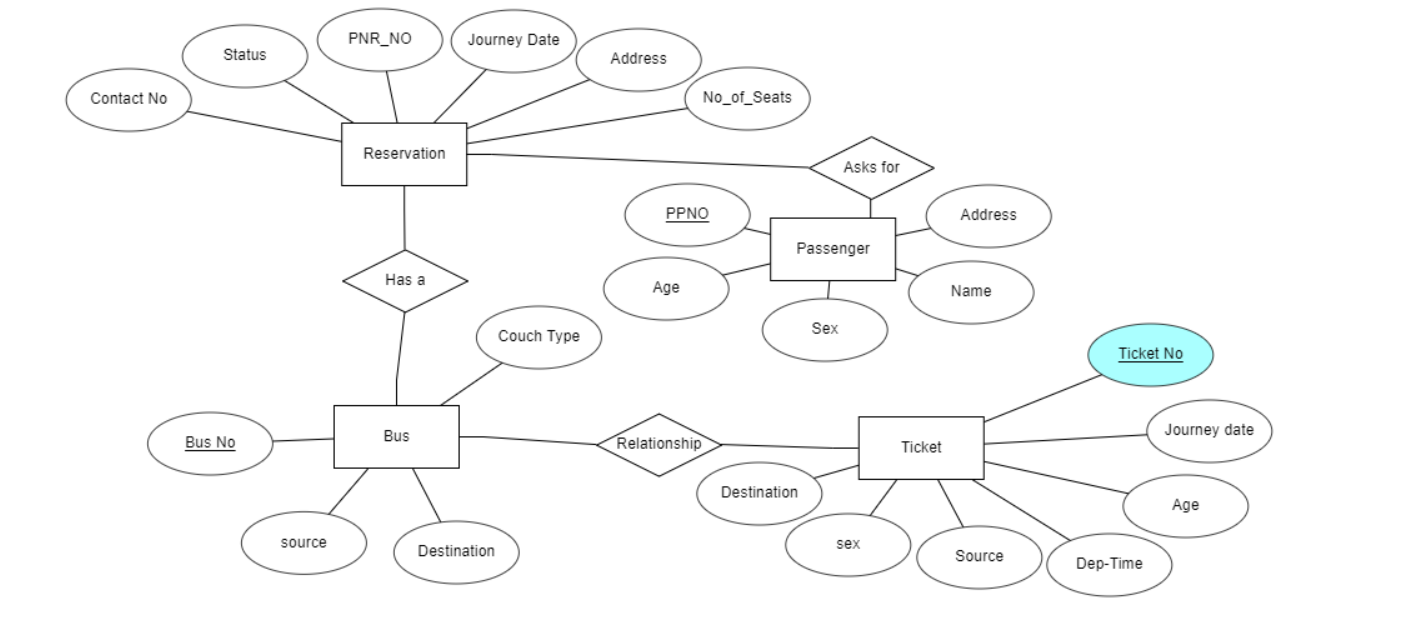 PNR_NO
Journey Date
Status
Address
Contact No
No_of_Seats
Reservation
Asks for
PPNO
Address
Passenger
Has a
Age
Name
Sex
Couch Type
Ticket No
Bus No
Bus
Relationship
Ticket
Journey date
Destination
Age
source
Destination
sex
Source
Dep-Time